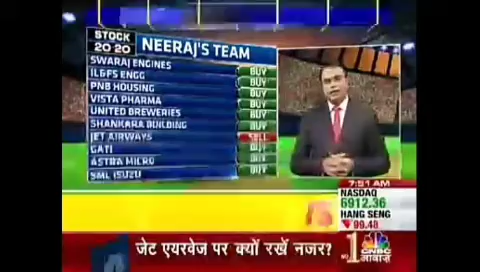 STOCK
20 20
NEERAJ'S TEAM
SWARAJ ENGINES BUY
IL&FS ENGG BUY
PNB HOUSING BUY
VISTA PHARMA BUY
UNITED BREWERIES BUY
SHANKARA BUILDING BUY
JET AIRWAYS SELL
GATI BUY
ASTRA MICRO BUY
SML ISUZU BUY
7:51 AM
NASDAQ
6912.36
HANG SENG
99.48
जेट एयरवेज पर क्यों रखें नजर?
NO 1
CNBC
आवाज़